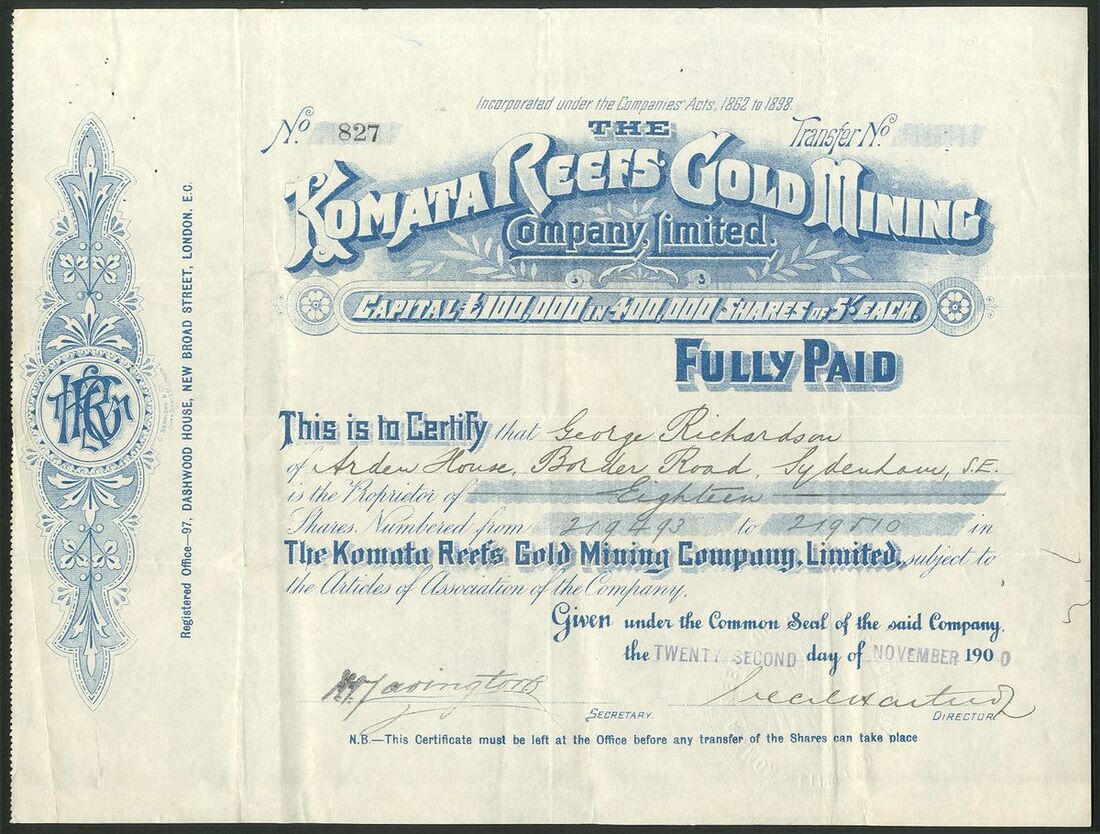 Incorporated under the Companies' Acts, 1862 to 1898.
No. 827
Transfer No.
THE
KOMATA REEFS GOLD MINING
Company, Limited.
CAPITAL £100,000 IN 400,000 SHARES OF 5/- EACH.
FULLY PAID
This is to Certify that George Richardson
of Arden House, Border Road, Sydenham, S.E.
is the Proprietor of Eighteen
Shares Numbered from 219493 to 219510 in
The Komata Reefs Gold Mining Company, Limited, subject to
the Articles of Association of the Company.
Given under the Common Seal of the said Company,
the TWENTY SECOND day of NOVEMBER 1900
SECRETARY.
DIRECTOR
N.B.—This Certificate must be left at the Office before any transfer of the Shares can take place
Registered Office—97, DASHWOOD HOUSE, NEW BROAD STREET, LONDON, E.C.